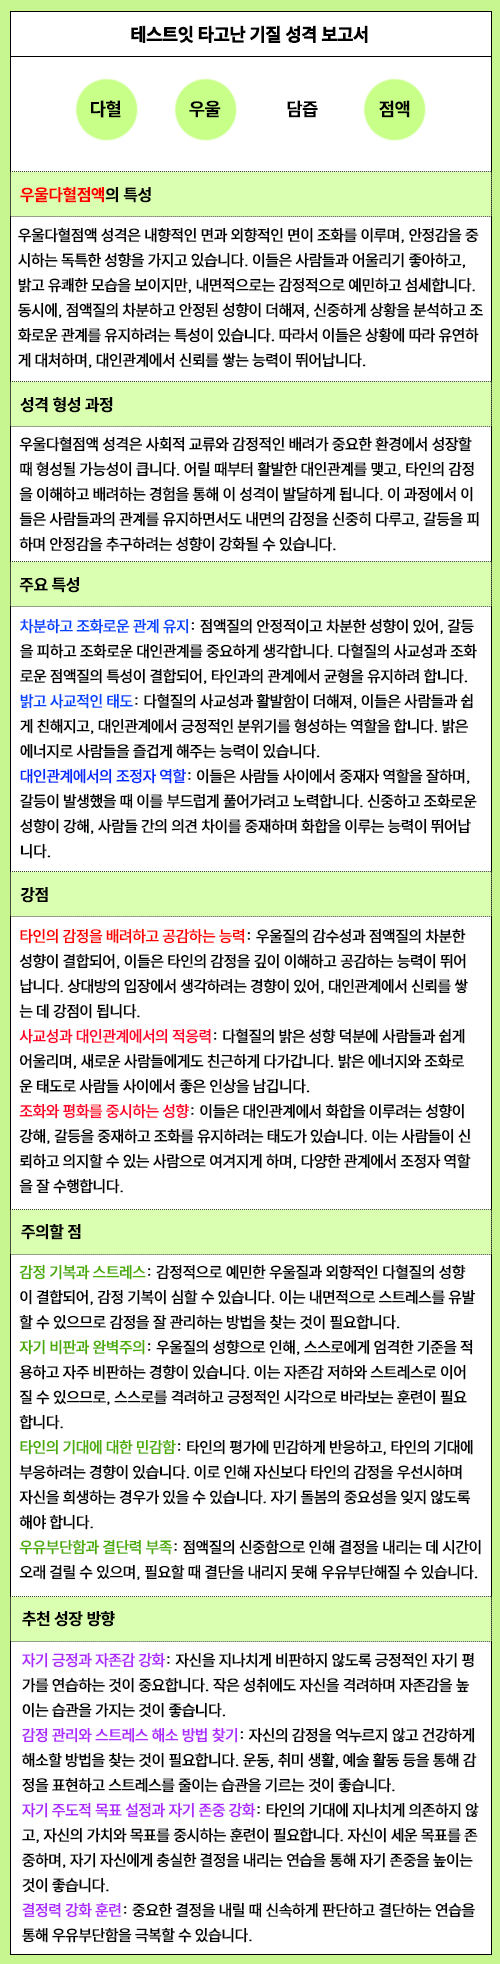 테스트잇 타고난 기질 성격 보고서
다혈 우울 담즙 점액
우울다혈점액의 특성
우울다혈점액 성격은 내향적인 면과 외향적인 면이 조화를 이루며, 안정감을 중
시하는 독특한 성향을 가지고 있습니다. 이들은 사람들과 어울리기 좋아하고,
밝고 유쾌한 모습을 보이지만, 내면적으로는 감정적으로 예민하고 섬세합니다.
동시에, 점액질의 차분하고 안정된 성향이 더해져, 신중하게 상황을 분석하고 조
화로운 관계를 유지하려는 특성이 있습니다. 따라서 이들은 상황에 따라 유연하
게 대처하며, 대인관계에서 신뢰를 쌓는 능력이 뛰어납니다.
성격 형성 과정
우울다혈점액 성격은 사회적 교류와 감정적인 배려가 중요한 환경에서 성장할
때 형성될 가능성이 큽니다. 어릴 때부터 활발한 대인관계를 맺고, 타인의 감정
을 이해하고 배려하는 경험을 통해 이 성격이 발달하게 됩니다. 이 과정에서 이
들은 사람들과의 관계를 유지하면서도 내면의 감정을 신중히 다루고, 갈등을 피
하며 안정감을 추구하려는 성향이 강화될 수 있습니다.
주요 특성
차분하고 조화로운 관계 유지: 점액질의 안정적이고 차분한 성향이 있어, 갈등
을 피하고 조화로운 대인관계를 중요하게 생각합니다. 다혈질의 사교성과 조화
로운 점액질의 특성이 결합되어, 타인과의 관계에서 균형을 유지하려 합니다.
밝고 사교적인 태도: 다혈질의 사교성과 활발함이 더해져, 이들은 사람들과 쉽
게 친해지고, 대인관계에서 긍정적인 분위기를 형성하는 역할을 합니다. 밝은
에너지로 사람들을 즐겁게 해주는 능력이 있습니다.
대인관계에서의 조정자 역할: 이들은 사람들 사이에서 중재자 역할을 잘하며,
갈등이 발생했을 때 이를 부드럽게 풀어가려고 노력합니다. 신중하고 조화로운
성향이 강해, 사람들 간의 의견 차이를 중재하며 화합을 이루는 능력이 뛰어납
니다.
강점
타인의 감정을 배려하고 공감하는 능력: 우울질의 감수성과 점액질의 차분한
성향이 결합되어, 이들은 타인의 감정을 깊이 이해하고 공감하는 능력이 뛰어
납니다. 상대방의 입장에서 생각하려는 경향이 있어, 대인관계에서 신뢰를 쌓
는 데 강점이 됩니다.
사교성과 대인관계에서의 적응력: 다혈질의 밝은 성향 덕분에 사람들과 쉽게
어울리며, 새로운 사람들에게도 친근하게 다가갑니다. 밝은 에너지와 조화로
운 태도로 사람들 사이에서 좋은 인상을 남깁니다.
조화와 평화를 중시하는 성향: 이들은 대인관계에서 화합을 이루려는 성향이
강해, 갈등을 중재하고 조화를 유지하려는 태도가 있습니다. 이는 사람들이 신
뢰하고 의지할 수 있는 사람으로 여겨지게 하며, 다양한 관계에서 조정자 역할
을 잘 수행합니다.
주의할 점
감정 기복과 스트레스: 감정적으로 예민한 우울질과 외향적인 다혈질의 성향
이 결합되어, 감정 기복이 심할 수 있습니다. 이는 내면적으로 스트레스를 유발
할 수 있으므로 감정을 잘 관리하는 방법을 찾는 것이 필요합니다.
자기 비판과 완벽주의: 우울질의 성향으로 인해, 스스로에게 엄격한 기준을 적
용하고 자주 비판하는 경향이 있습니다. 이는 자존감 저하와 스트레스로 이어
질 수 있으므로, 스스로를 격려하고 긍정적인 시각으로 바라보는 훈련이 필요
합니다.
타인의 기대에 대한 민감함: 타인의 평가에 민감하게 반응하고, 타인의 기대에
부응하려는 경향이 있습니다. 이로 인해 자신보다 타인의 감정을 우선시하며
자신을 희생하는 경우가 있을 수 있습니다. 자기 돌봄의 중요성을 잊지 않도록
해야 합니다.
우유부단함과 결단력 부족: 점액질의 신중함으로 인해 결정을 내리는 데 시간이
오래 걸릴 수 있으며, 필요할 때 결단을 내리지 못해 우유부단해질 수 있습니다.
추천 성장 방향
자기 긍정과 자존감 강화: 자신을 지나치게 비판하지 않도록 긍정적인 자기 평
가를 연습하는 것이 중요합니다. 작은 성취에도 자신을 격려하며 자존감을 높
이는 습관을 가지는 것이 좋습니다.
감정 관리와 스트레스 해소 방법 찾기: 자신의 감정을 억누르지 않고 건강하게
해소할 방법을 찾는 것이 필요합니다. 운동, 취미 생활, 예술 활동 등을 통해 감
정을 표현하고 스트레스를 줄이는 습관을 기르는 것이 좋습니다.
자기 주도적 목표 설정과 자기 존중 강화: 타인의 기대에 지나치게 의존하지 않
고, 자신의 가치와 목표를 중시하는 훈련이 필요합니다. 자신이 세운 목표를 존
중하며, 자기 자신에게 충실한 결정을 내리는 연습을 통해 자기 존중을 높이는
것이 좋습니다.
결정력 강화 훈련: 중요한 결정을 내릴 때 신속하게 판단하고 결단하는 연습을
통해 우유부단함을 극복할 수 있습니다.